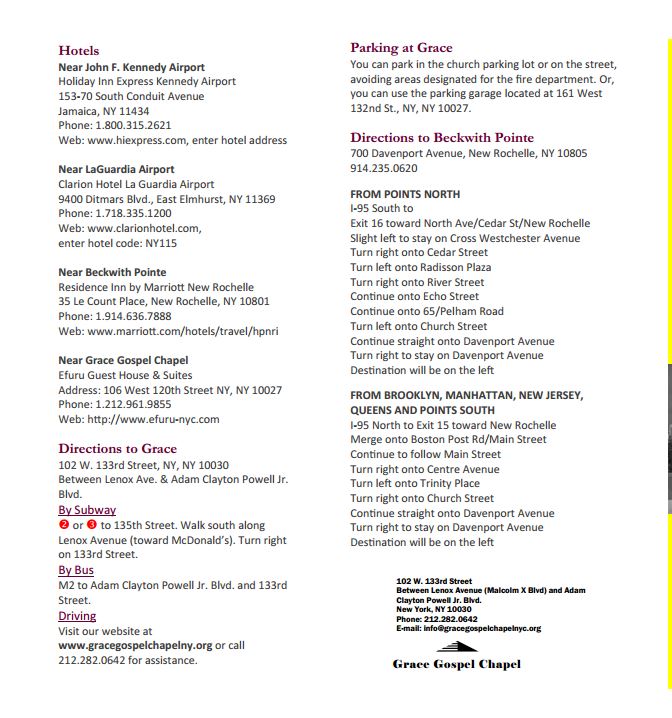 Hotels
Near John F. Kennedy Airport
Holiday Inn Express Kennedy Airport
153-70 South Conduit Avenue
Jamaica, NY 11434
Phone: 1.800.315.2621
Web: www.hiexpress.com, enter hotel address
Near LaGuardia Airport
Clarion Hotel La Guardia Airport
9400 Ditmars Blvd., East Elmhurst, NY 11369
Phone: 1.718.335.1200
Web: www.clarionhotel.com,
enter hotel code: NY115
Near Beckwith Pointe
Residence Inn by Marriott New Rochelle
35 Le Count Place, New Rochelle, NY 10801
Phone: 1.914.636.7888
Web: www.marriott.com/hotels/travel/hpnri
Near Grace Gospel Chapel
Efuru Guest House & Suites
Address: 106 West 120th Street NY, NY 10027
Phone: 1.212.961.9855
Web: http://www.efuru-nyc.com
Directions to Grace
102 W. 133rd Street, NY, NY 10030
Between Lenox Ave. & Adam Clayton Powell Jr.
Blvd.
By Subway
2 or 3 to 135th Street. Walk south along
Lenox Avenue (toward McDonald's). Turn right
on 133rd Street.
By Bus
M2 to Adam Clayton Powell Jr. Blvd. and 133rd
Street.
Driving
Visit our website at
www.gracegospelchapelny.org or call
212.282.0642 for assistance.
Parking at Grace
You can park in the church parking lot or on the street,
avoiding areas designated for the fire department. Or,
you can use the parking garage located at 161 West
132nd St., NY, NY 10027.
Directions to Beckwith Pointe
700 Davenport Avenue, New Rochelle, NY 10805
914.235.0620
FROM POINTS NORTH
I-95 South to
Exit 16 toward North Ave/Cedar St/New Rochelle
Slight left to stay on Cross Westchester Avenue
Turn right onto Cedar Street
Turn left onto Radisson Plaza
Turn right onto River Street
Continue onto Echo Street
Continue onto 65/Pelham Road
Turn left onto Church Street
Continue straight onto Davenport Avenue
Turn right to stay on Davenport Avenue
Destination will be on the left
FROM BROOKLYN, MANHATTAN, NEW JERSEY,
QUEENS AND POINTS SOUTH
I-95 North to Exit 15 toward New Rochelle
Merge onto Boston Post Rd/Main Street
Continue to follow Main Street
Turn right onto Centre Avenue
Turn left onto Trinity Place
Turn right onto Church Street
Continue straight onto Davenport Avenue
Turn right to stay on Davenport Avenue
Destination will be on the left
102 W. 133rd Street
Between Lenox Avenue (Malcolm X Blvd) and Adam
Clayton Powell Jr. Blvd.
New York, NY 10030
Phone: 212.282.0642
E-mail: info@gracegospelchapelnyc.org
Grace Gospel Chapel